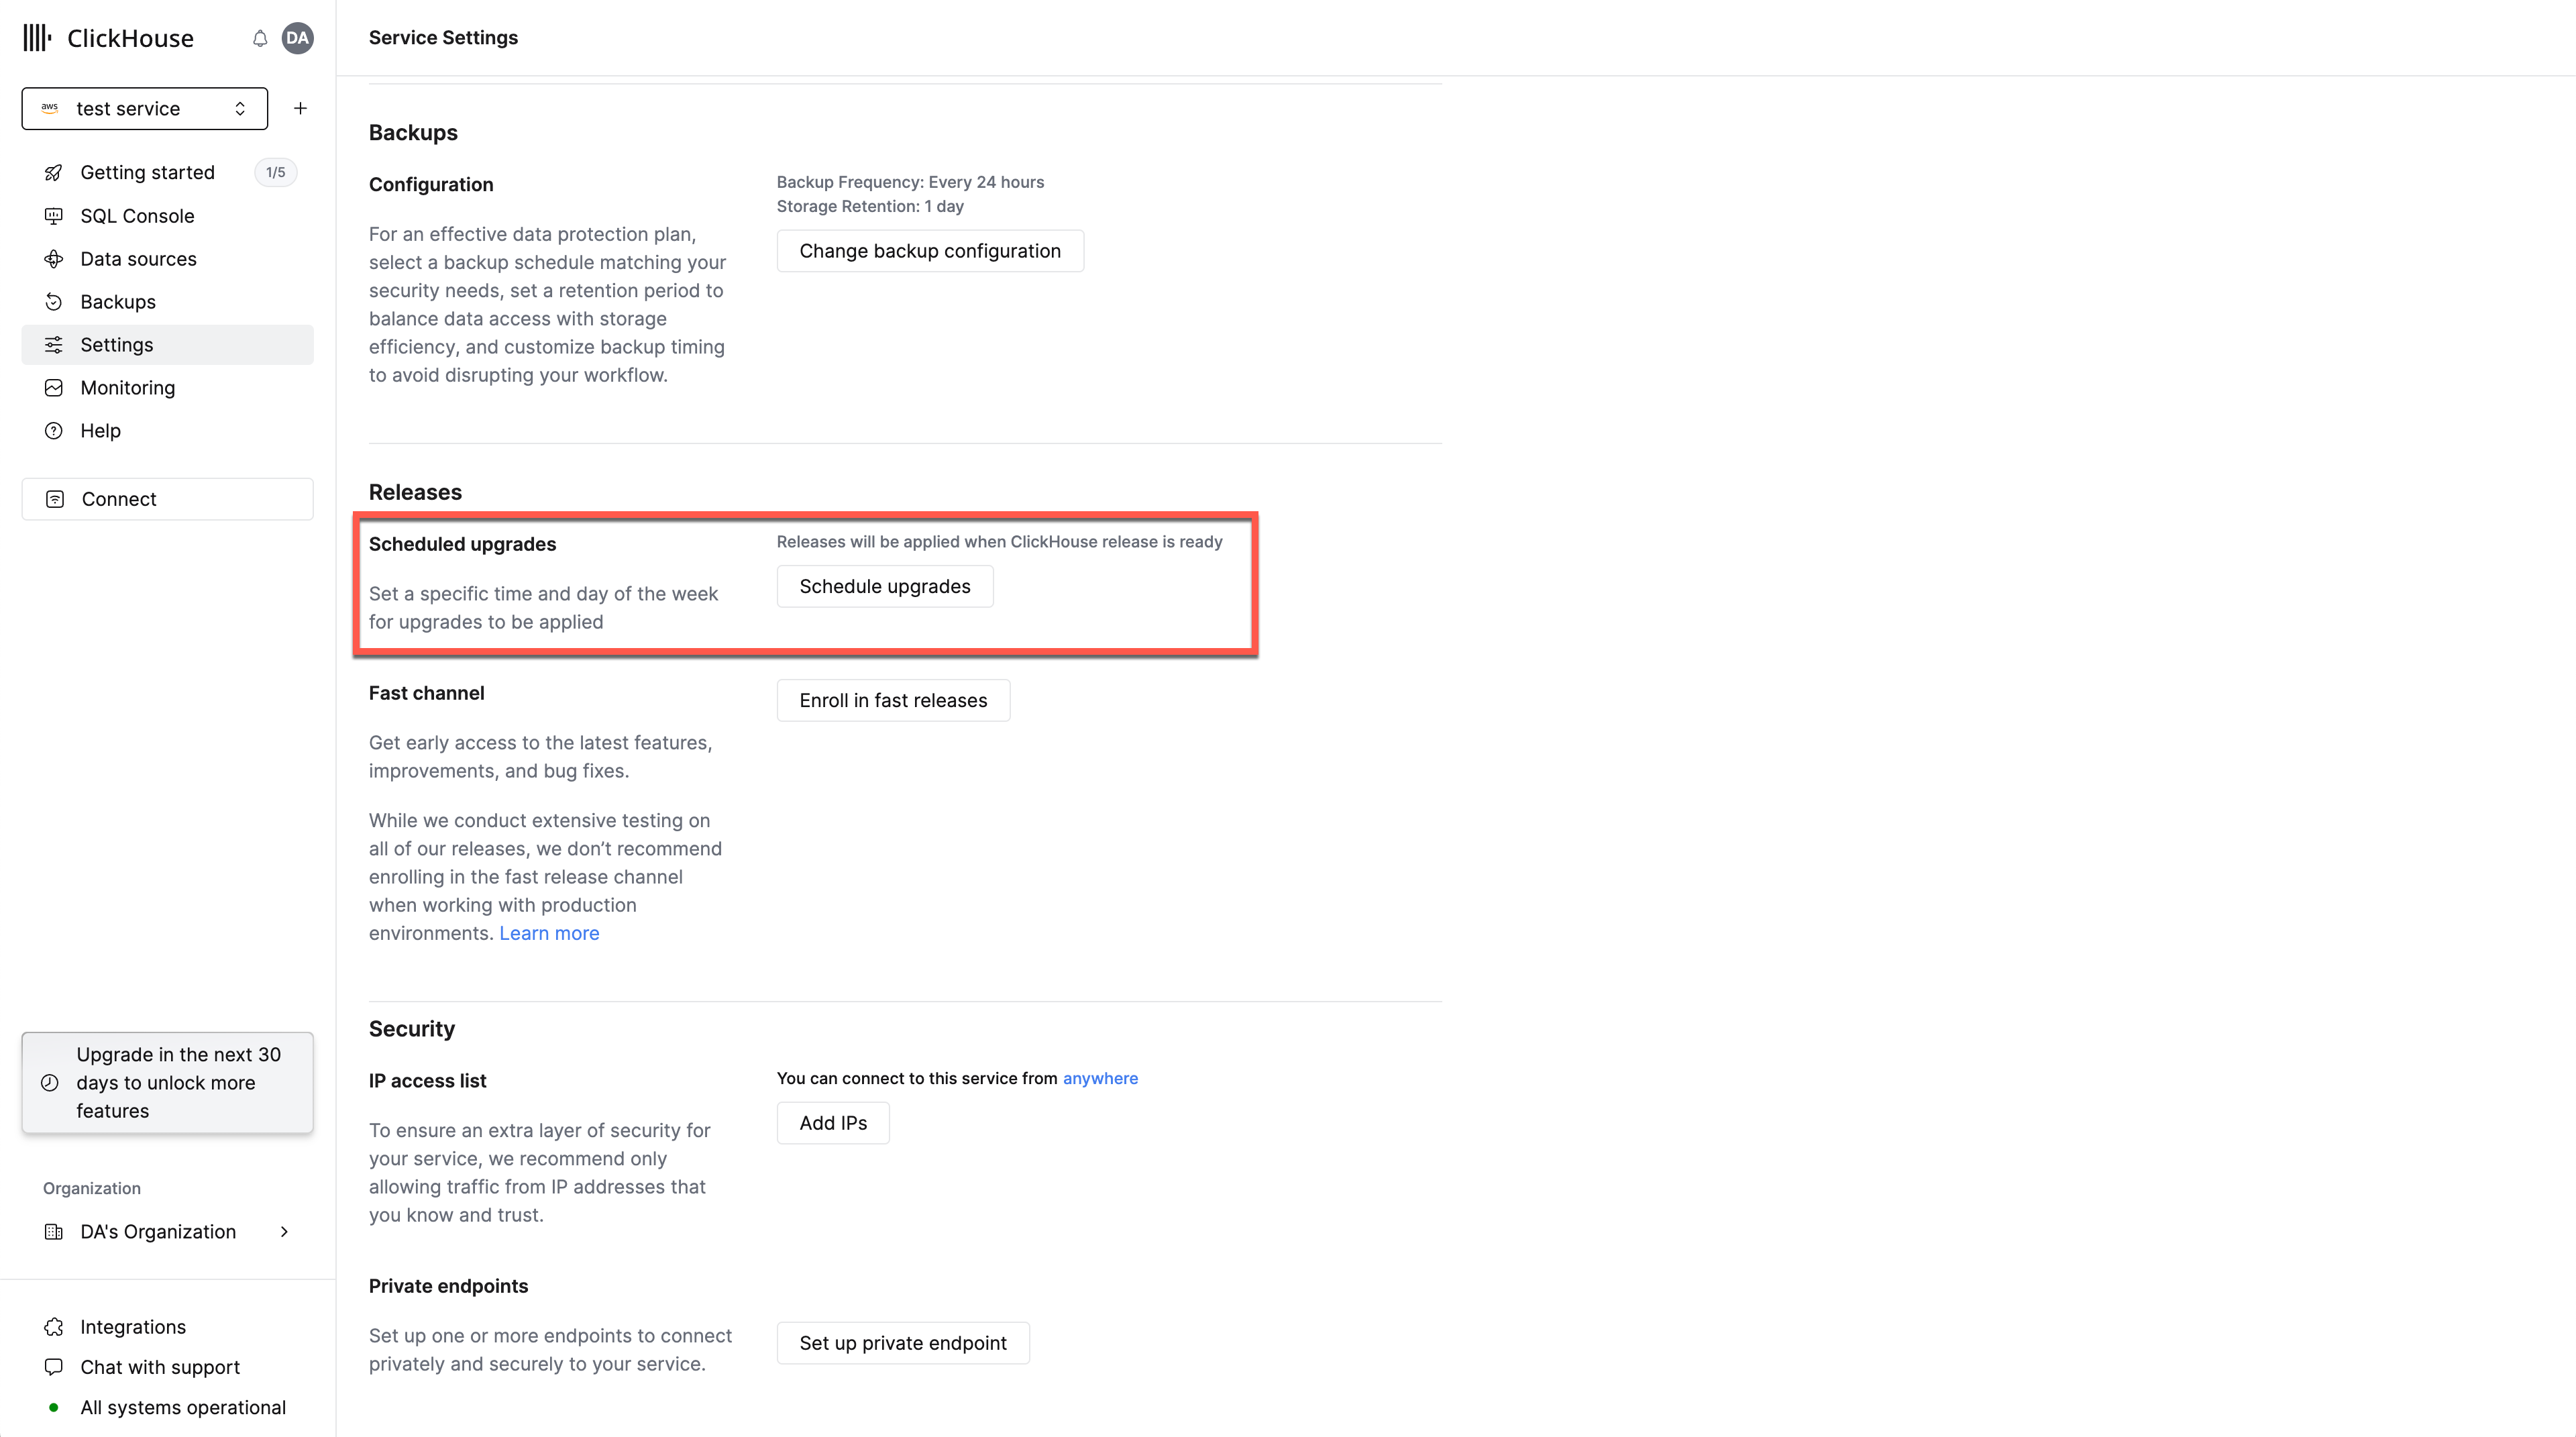 ClickHouse
DA
aws test service
Getting started 1/5
SQL Console
Data sources
Backups
Settings
Monitoring
Help
Connect
Upgrade in the next 30
days to unlock more
features
Organization
DA's Organization
Integrations
Chat with support
All systems operational
Service Settings
Backups
Configuration
For an effective data protection plan,
select a backup schedule matching your
security needs, set a retention period to
balance data access with storage
efficiency, and customize backup timing
to avoid disrupting your workflow.
Backup Frequency: Every 24 hours
Storage Retention: 1 day
Change backup configuration
Releases
Scheduled upgrades
Set a specific time and day of the week
for upgrades to be applied
Releases will be applied when ClickHouse release is ready
Schedule upgrades
Fast channel
Get early access to the latest features,
improvements, and bug fixes.
While we conduct extensive testing on
all of our releases, we don’t recommend
enrolling in the fast release channel
when working with production
environments. Learn more
Enroll in fast releases
Security
IP access list
To ensure an extra layer of security for
your service, we recommend only
allowing traffic from IP addresses that
you know and trust.
You can connect to this service from anywhere
Add IPs
Private endpoints
Set up one or more endpoints to connect
privately and securely to your service.
Set up private endpoint